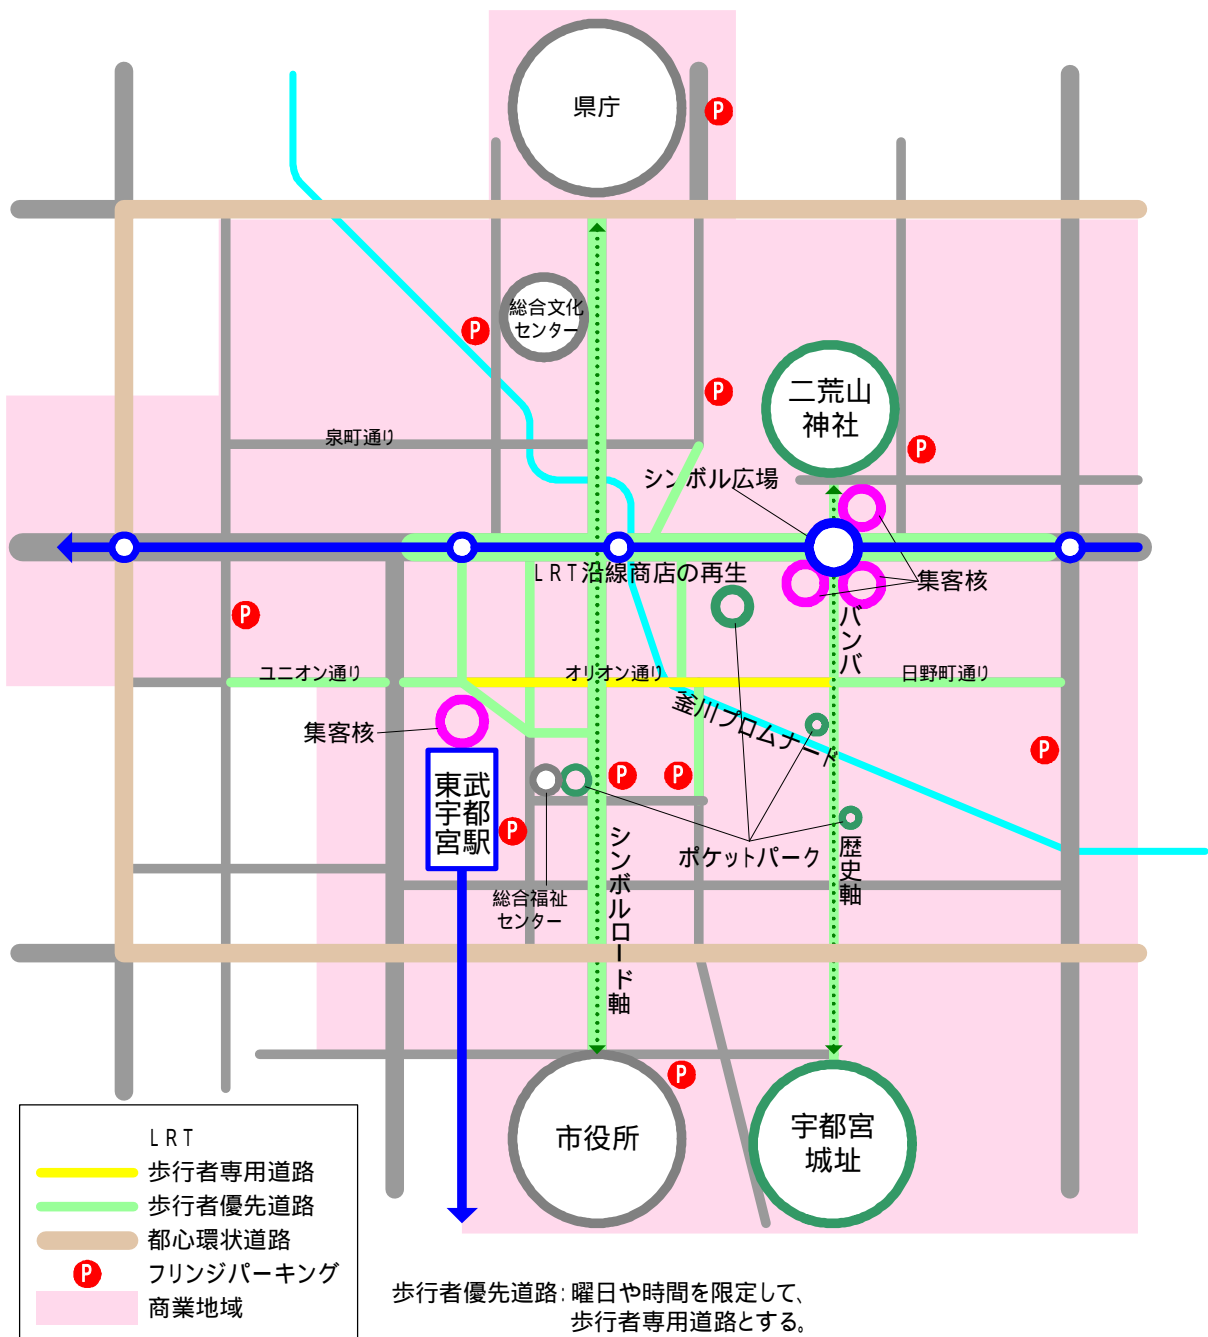 県庁
P
総合文化
センター
P
P
二荒山
神社
P
泉町通り
シンボル広場
LRT沿線商店の再生
集客核
P
バンバ
ユニオン通り
オリオン通り
日野町通り
釜川プロムナード
集客核
P
P
P
東武
宇都
宮駅
P
ポケットパーク
シンボルロード軸
歴史軸
総合福祉
センター
P
市役所
宇都宮
城址
LRT
歩行者専用道路
歩行者優先道路
都心環状道路
P フリンジパーキング
商業地域
歩行者優先道路:曜日や時間を限定して、
歩行者専用道路とする。